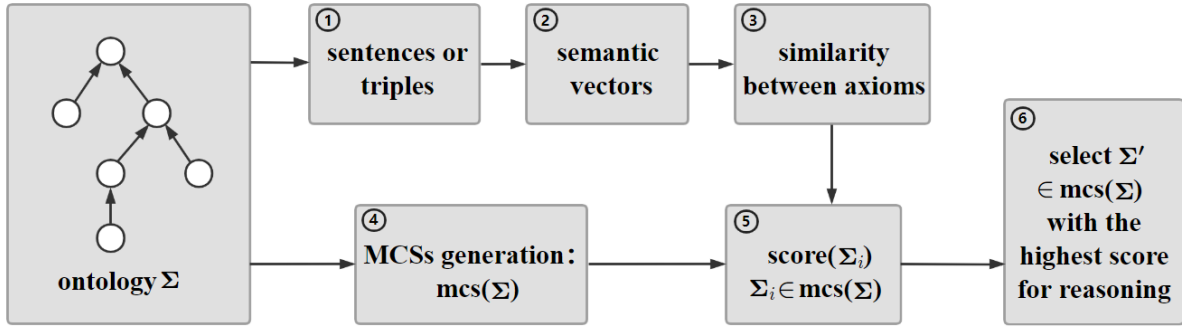 ontology Σ
①
sentences or
triples
②
semantic
vectors
③
similarity
between axioms
④
MCSs generation:
mcs(Σ)
⑤
score(Σᵢ)
Σᵢ ∈ mcs(Σ)
⑥
select Σ′
∈ mcs(Σ)
with the
highest score
for reasoning